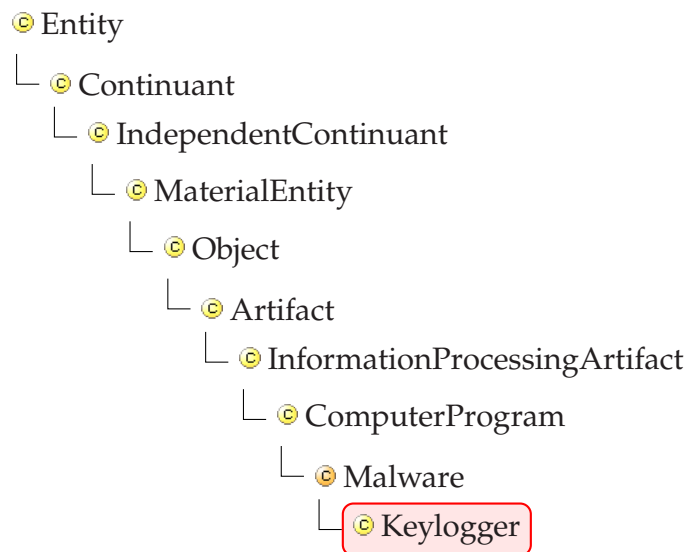 Entity
Continuant
IndependentContinuant
MaterialEntity
Object
Artifact
InformationProcessingArtifact
ComputerProgram
Malware
Keylogger